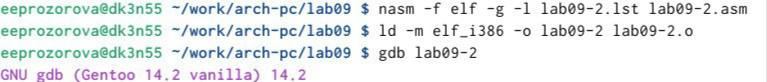 eeprozorova@dk3n55 ~/work/arch-pc/lab09 $ nasm -f elf -g -l lab09-2.lst lab09-2.asm
eeprozorova@dk3n55 ~/work/arch-pc/lab09 $ ld -m elf_i386 -o lab09-2 lab09-2.o
eeprozorova@dk3n55 ~/work/arch-pc/lab09 $ gdb lab09-2
GNU gdb (Gentoo 14.2 vanilla) 14.2